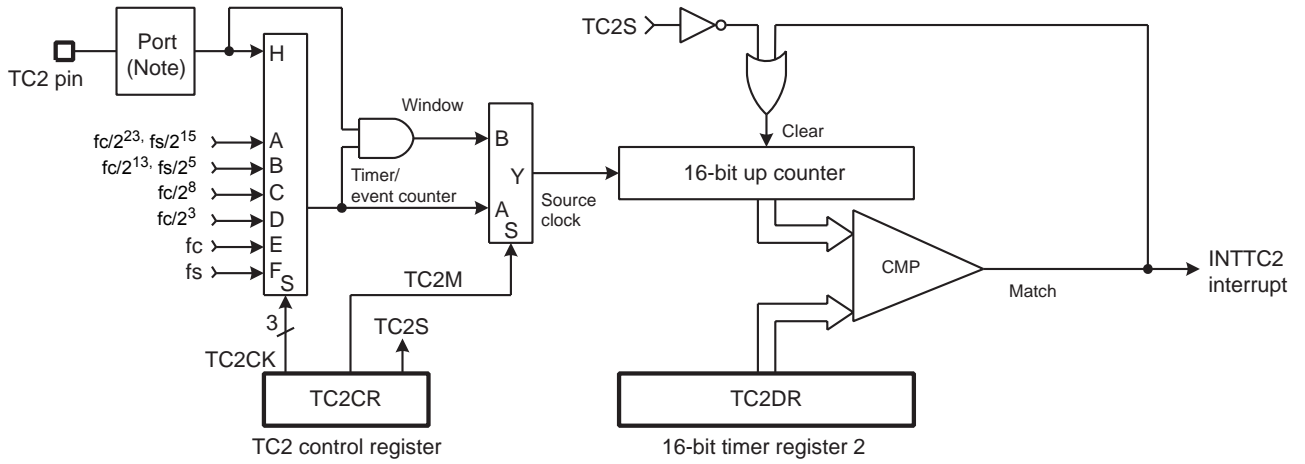 TC2 pin
Port
(Note)
H
fc/2^23, fs/2^15
A
fc/2^13, fs/2^5
B
fc/2^8
C
fc/2^3
D
fc
E
fs
F
S
3
TC2CK
TC2CR
TC2 control register
TC2M
TC2S
Window
Timer/
event counter
B
Y
A
S
Source
clock
TC2S
Clear
16-bit up counter
CMP
Match
INTTC2
interrupt
TC2DR
16-bit timer register 2